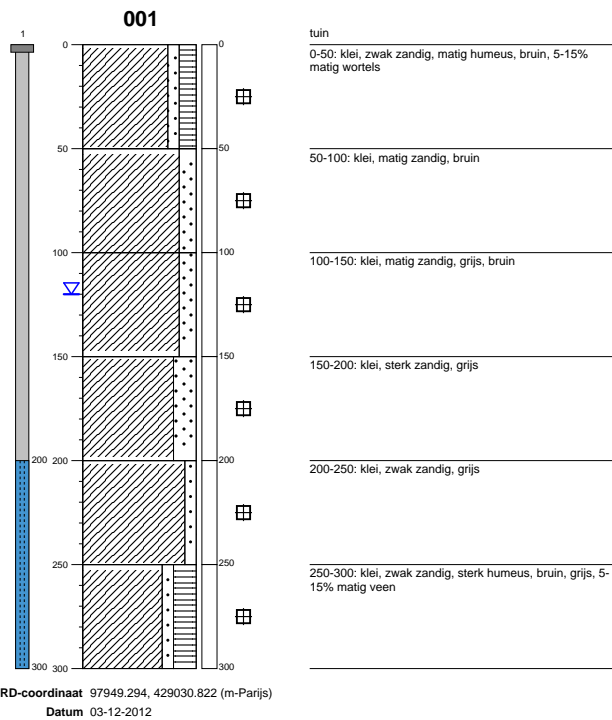 001
1
tuin
0
0
0-50: klei, zwak zandig, matig humeus, bruin, 5-15%
matig wortels
50
50
50-100: klei, matig zandig, bruin
100
100
100-150: klei, matig zandig, grijs, bruin
150
150
150-200: klei, sterk zandig, grijs
200
200
200
200-250: klei, zwak zandig, grijs
250
250
250-300: klei, zwak zandig, sterk humeus, bruin, grijs, 5-
15% matig veen
300
300
300
RD-coordinaat 97949.294, 429030.822 (m-Parijs)
Datum 03-12-2012